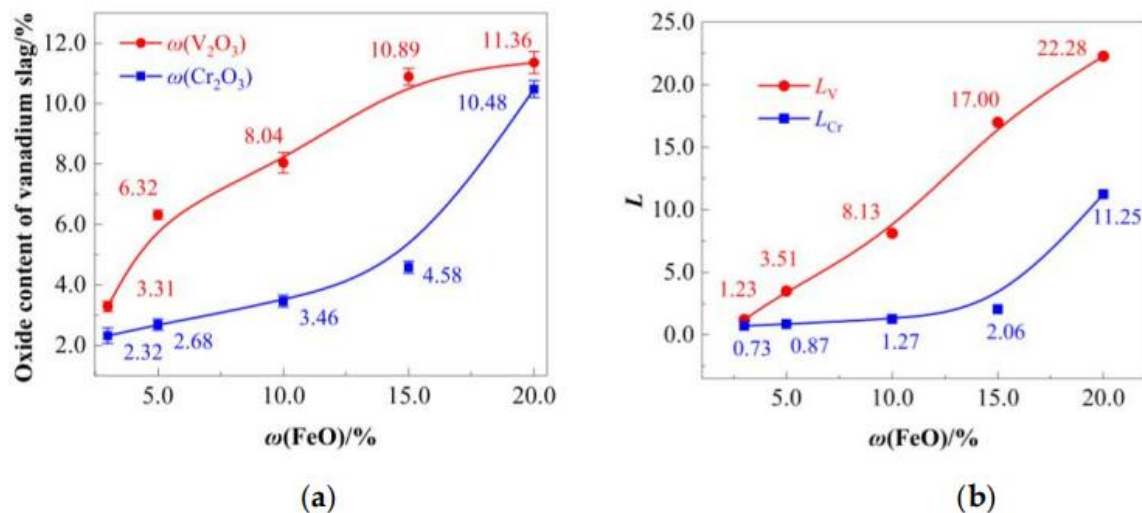 Oxide content of vanadium slag/%
12.0
10.0
8.0
6.0
4.0
2.0
ω(V₂O₃)
ω(Cr₂O₃)
3.31
6.32
8.04
10.89
11.36
2.32
2.68
3.46
4.58
10.48
5.0 10.0 15.0 20.0
ω(FeO)/%
(a)
L
25.0
20.0
15.0
10.0
5.0
0.0
L_V
L_Cr
1.23
3.51
8.13
17.00
22.28
0.73
0.87
1.27
2.06
11.25
5.0 10.0 15.0 20.0
ω(FeO)/%
(b)